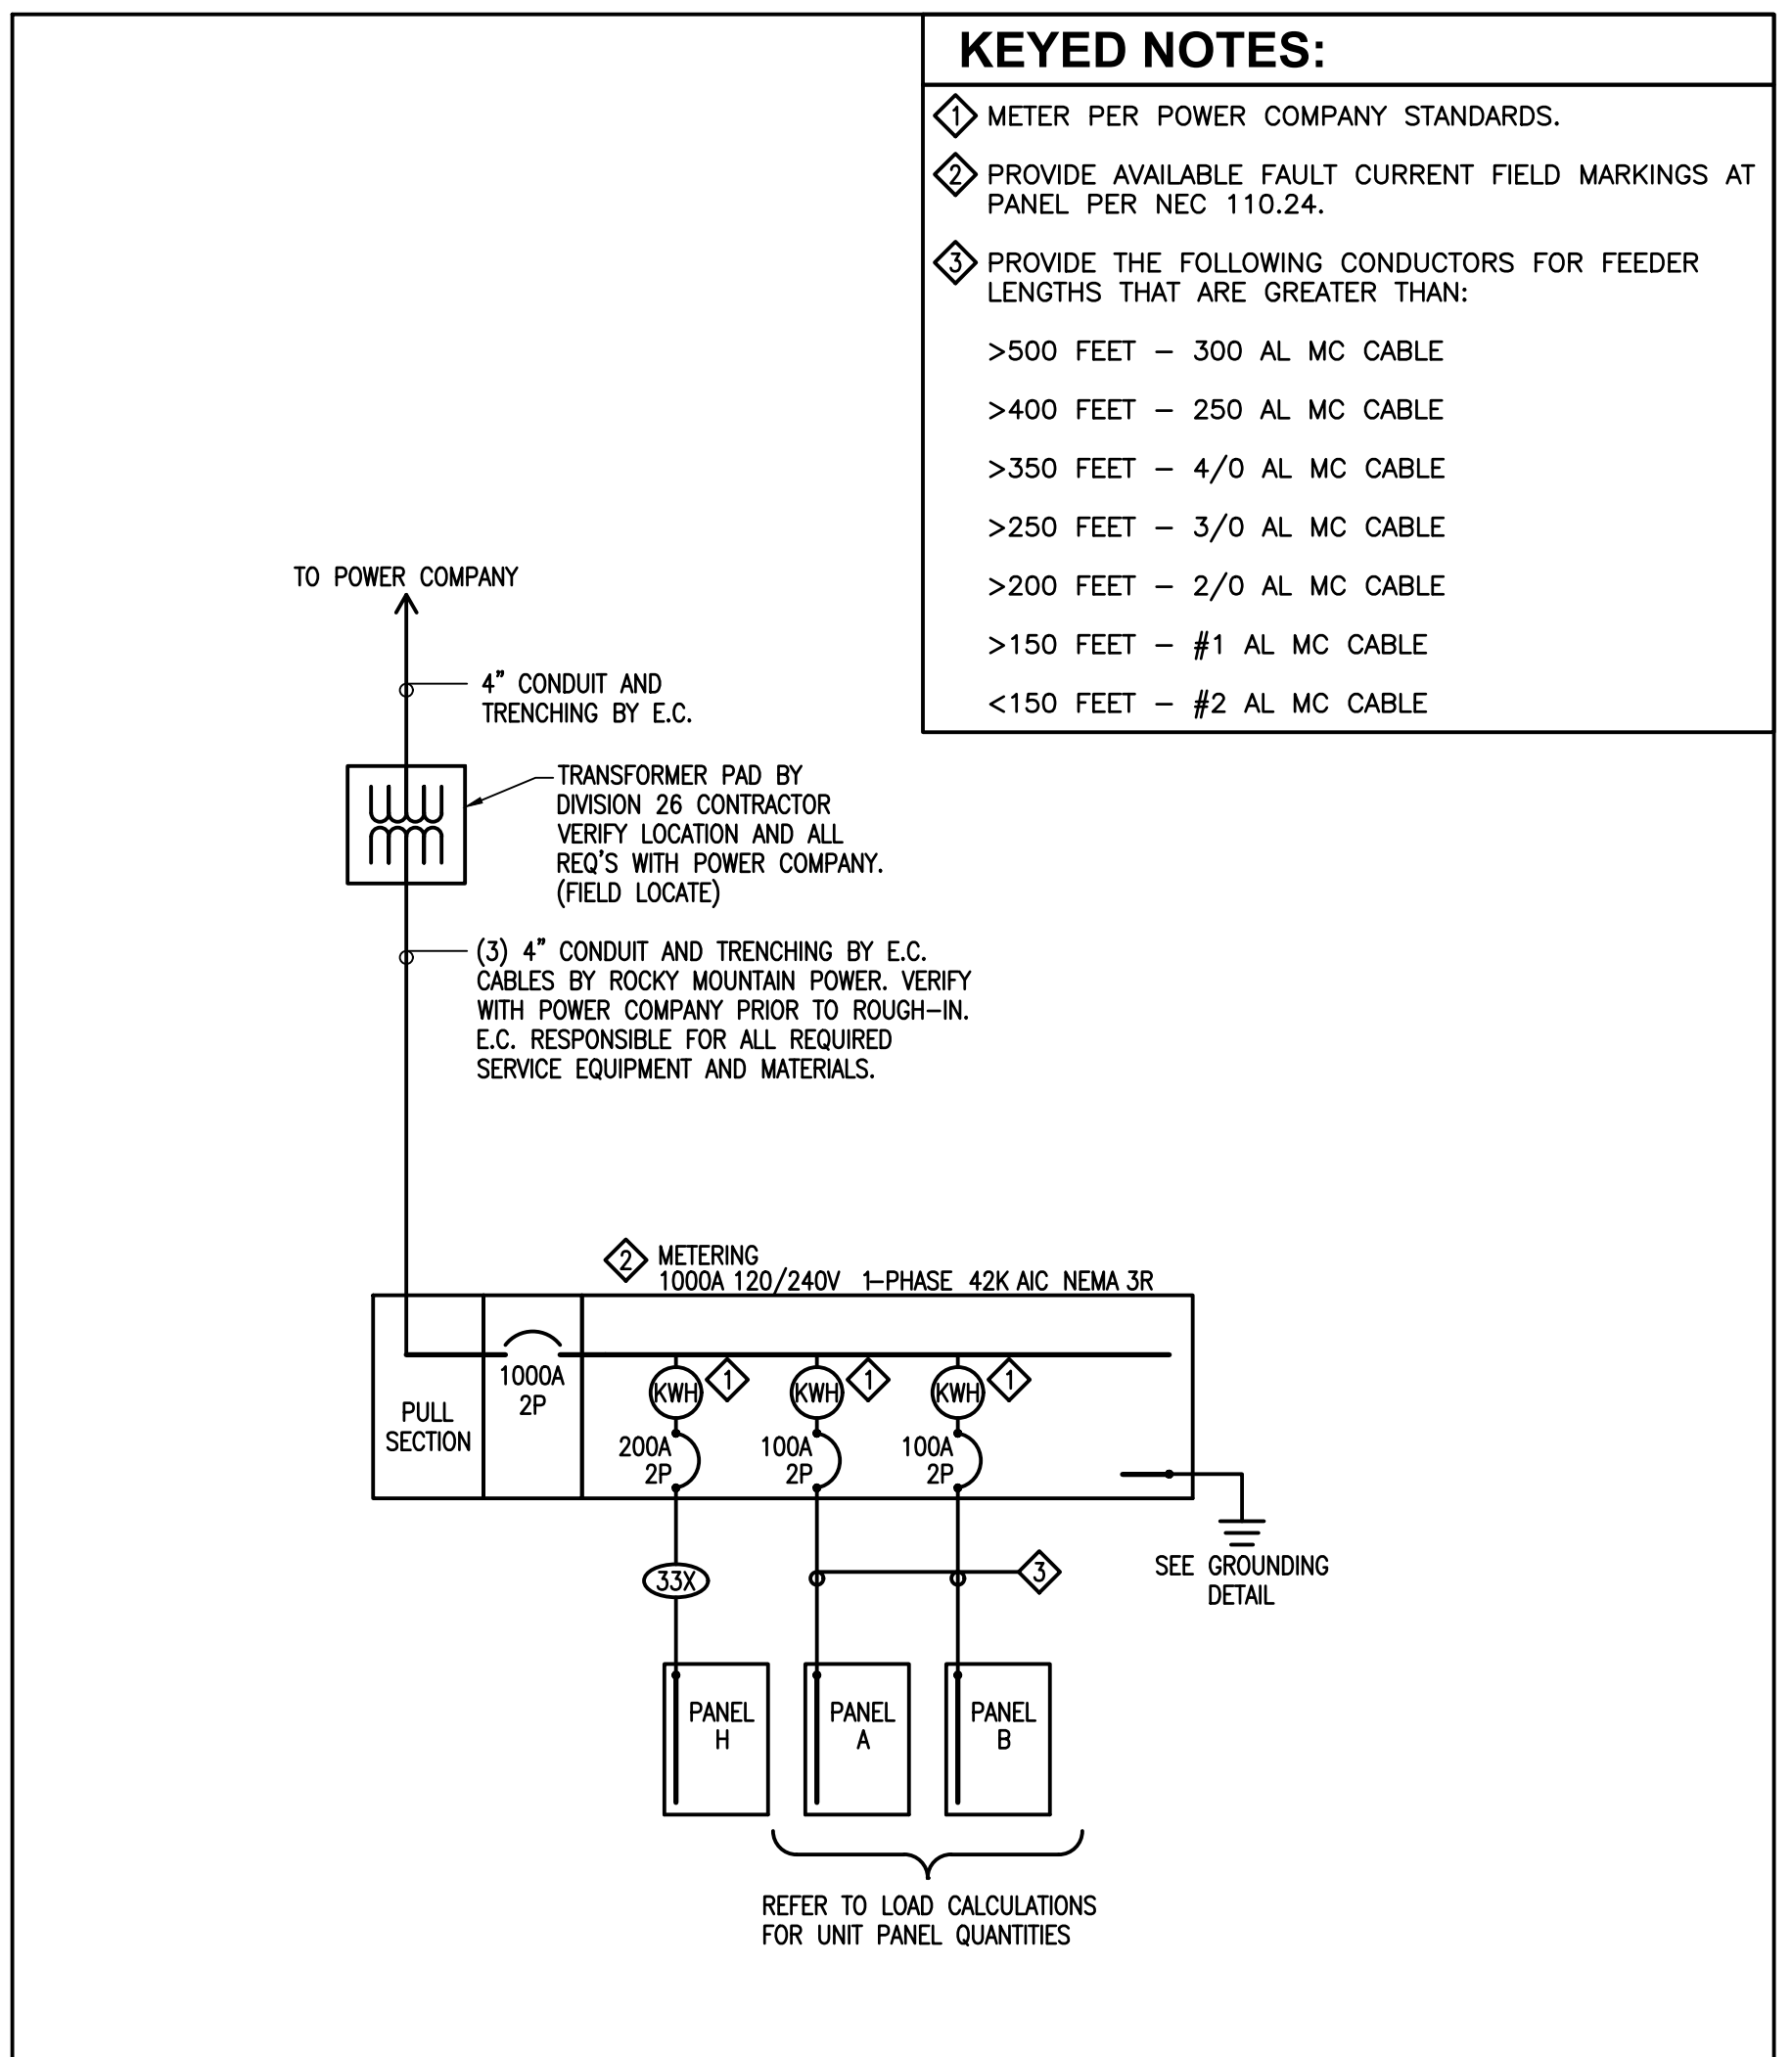 KEYED NOTES:
1 METER PER POWER COMPANY STANDARDS.
2 PROVIDE AVAILABLE FAULT CURRENT FIELD MARKINGS AT
PANEL PER NEC 110.24.
3 PROVIDE THE FOLLOWING CONDUCTORS FOR FEEDER
LENGTHS THAT ARE GREATER THAN:
>500 FEET – 300 AL MC CABLE
>400 FEET – 250 AL MC CABLE
>350 FEET – 4/0 AL MC CABLE
>250 FEET – 3/0 AL MC CABLE
>200 FEET – 2/0 AL MC CABLE
>150 FEET – #1 AL MC CABLE
<150 FEET – #2 AL MC CABLE
TO POWER COMPANY
4" CONDUIT AND
TRENCHING BY E.C.
TRANSFORMER PAD BY
DIVISION 26 CONTRACTOR
VERIFY LOCATION AND ALL
REQ'S WITH POWER COMPANY.
(FIELD LOCATE)
(3) 4" CONDUIT AND TRENCHING BY E.C.
CABLES BY ROCKY MOUNTAIN POWER. VERIFY
WITH POWER COMPANY PRIOR TO ROUGH–IN.
E.C. RESPONSIBLE FOR ALL REQUIRED
SERVICE EQUIPMENT AND MATERIALS.
2 METERING
1000A 120/240V 1–PHASE 42K AIC NEMA 3R
PULL
SECTION
1000A
2P
KWH 1
200A
2P
KWH 1
100A
2P
KWH 1
100A
2P
SEE GROUNDING
DETAIL
33X
3
PANEL
H
PANEL
A
PANEL
B
REFER TO LOAD CALCULATIONS
FOR UNIT PANEL QUANTITIES